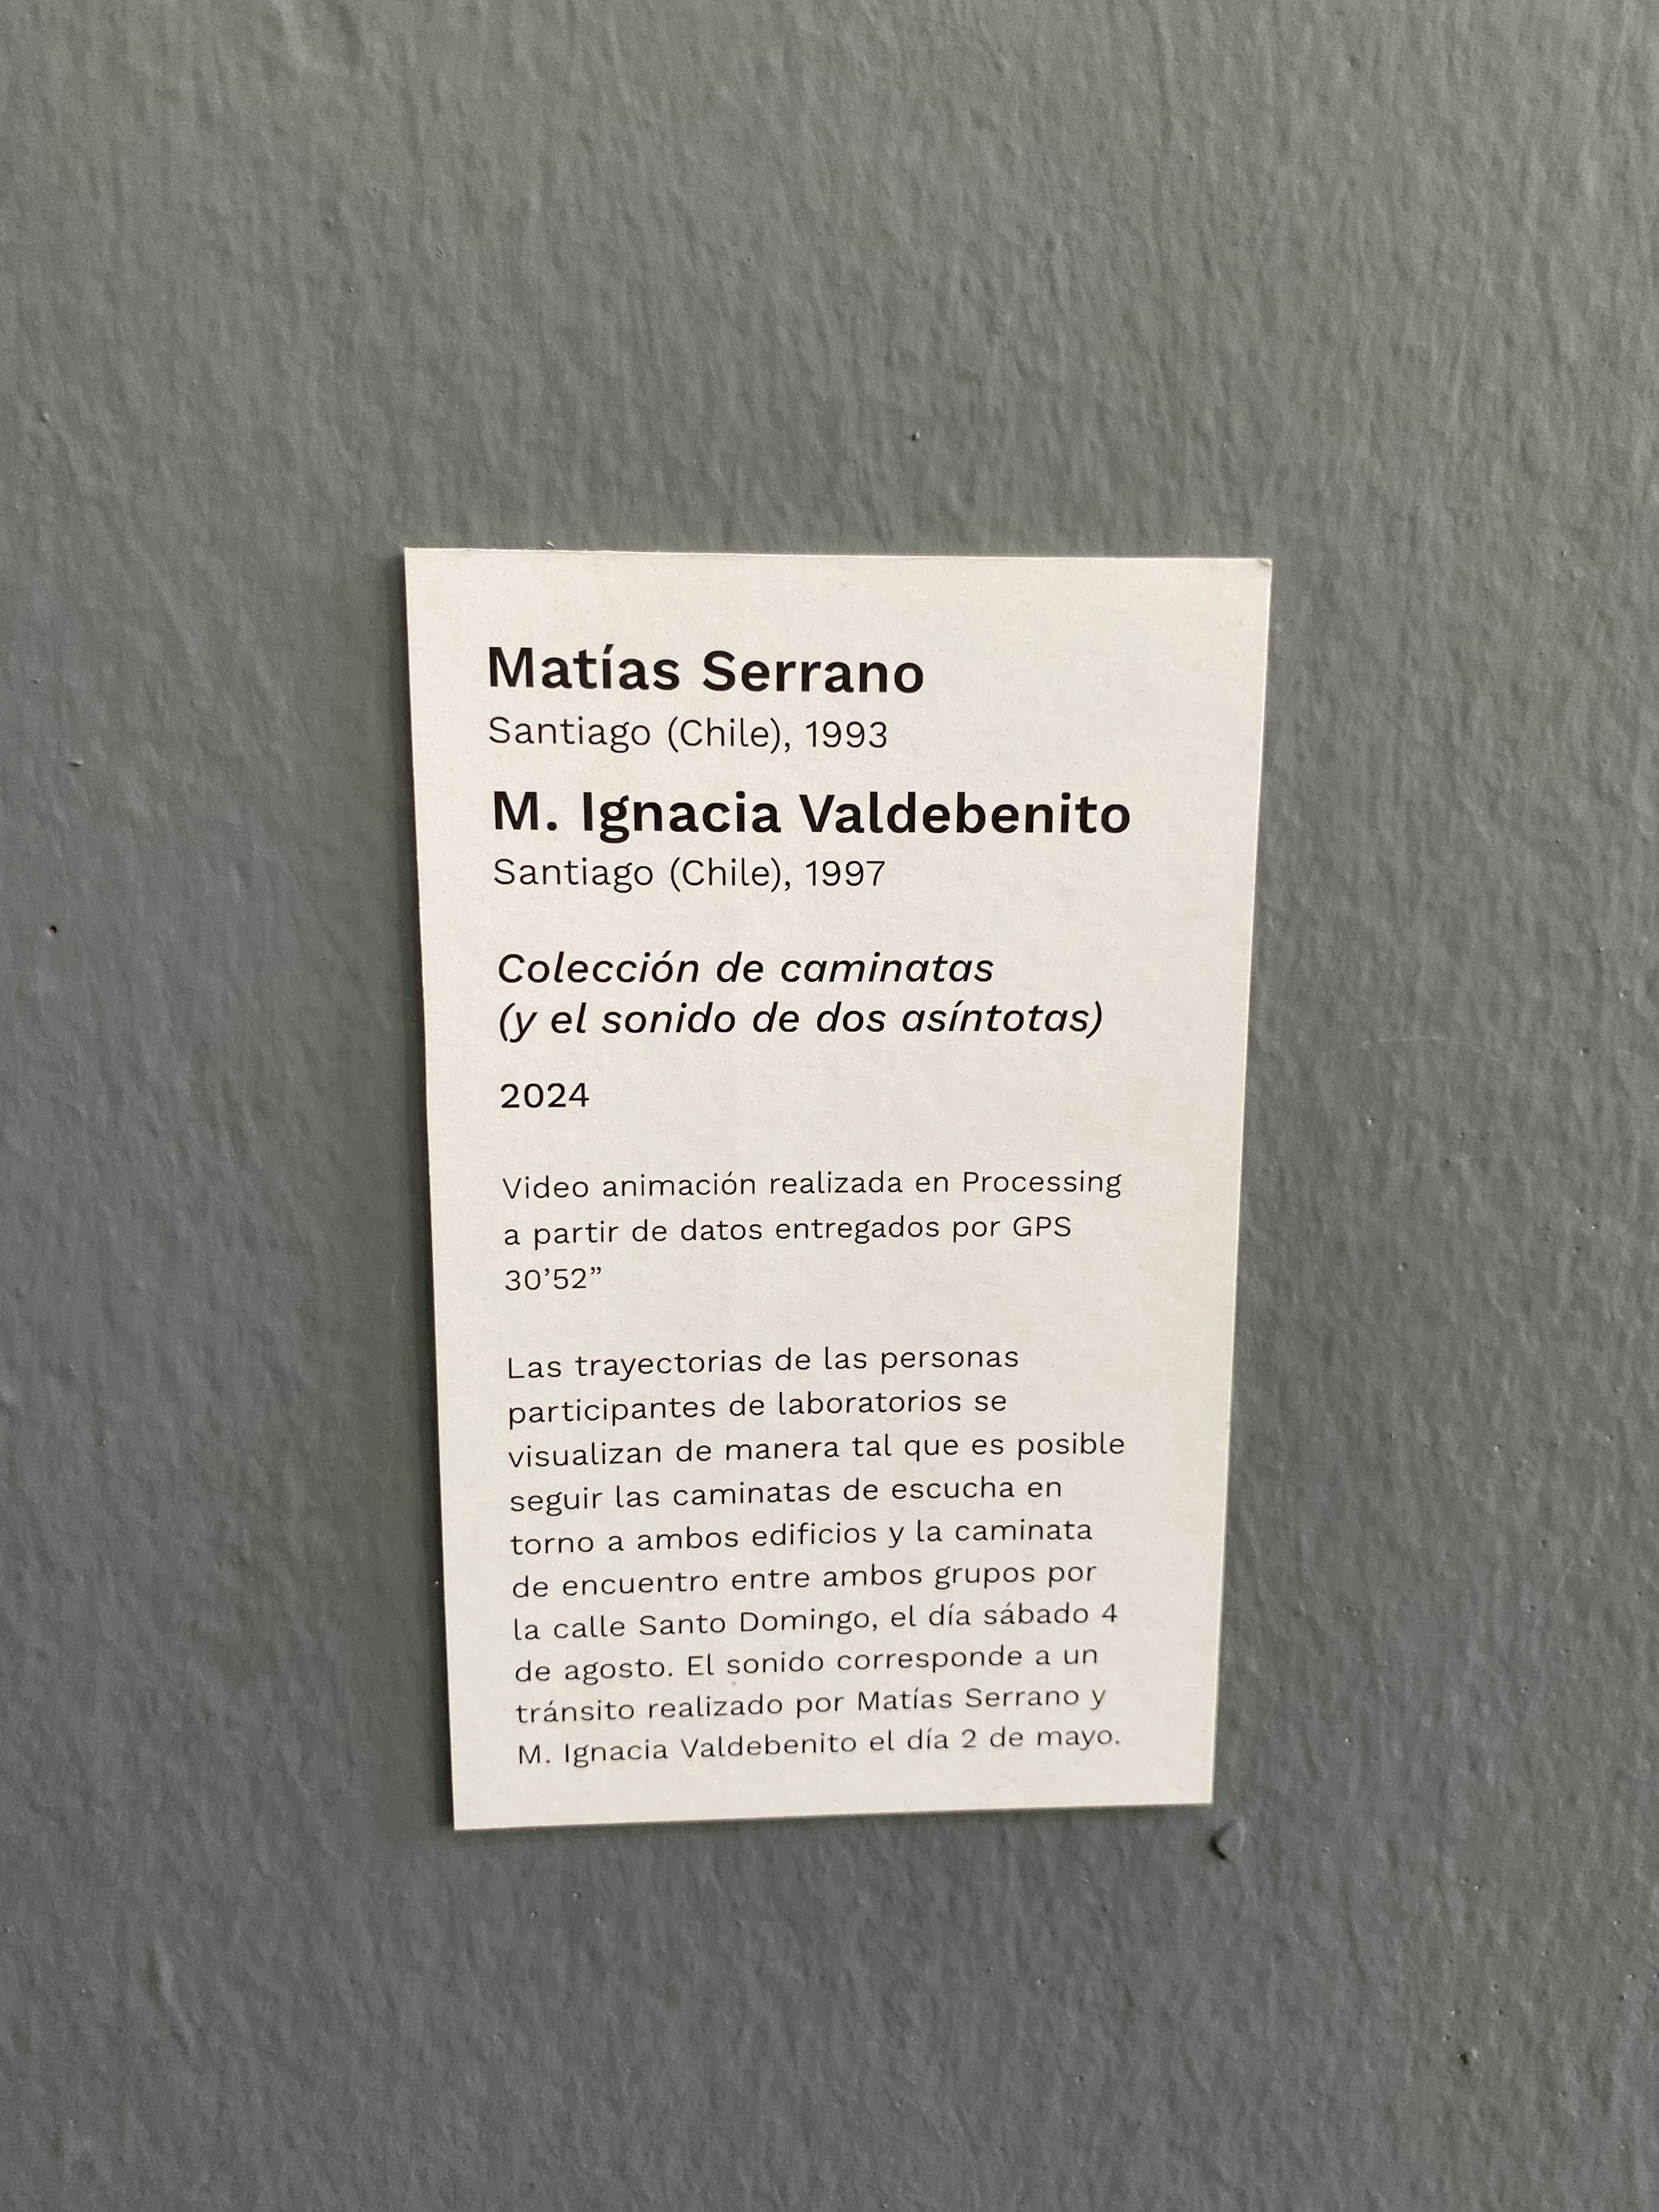 Matías Serrano
Santiago (Chile), 1993
M. Ignacia Valdebenito
Santiago (Chile), 1997
Colección de caminatas
(y el sonido de dos asíntotas)
2024
Video animación realizada en Processing
a partir de datos entregados por GPS
30’52”
Las trayectorias de las personas
participantes de laboratorios se
visualizan de manera tal que es posible
seguir las caminatas de escucha en
torno a ambos edificios y la caminata
de encuentro entre ambos grupos por
la calle Santo Domingo, el día sábado 4
de agosto. El sonido corresponde a un
tránsito realizado por Matías Serrano y
M. Ignacia Valdebenito el día 2 de mayo.